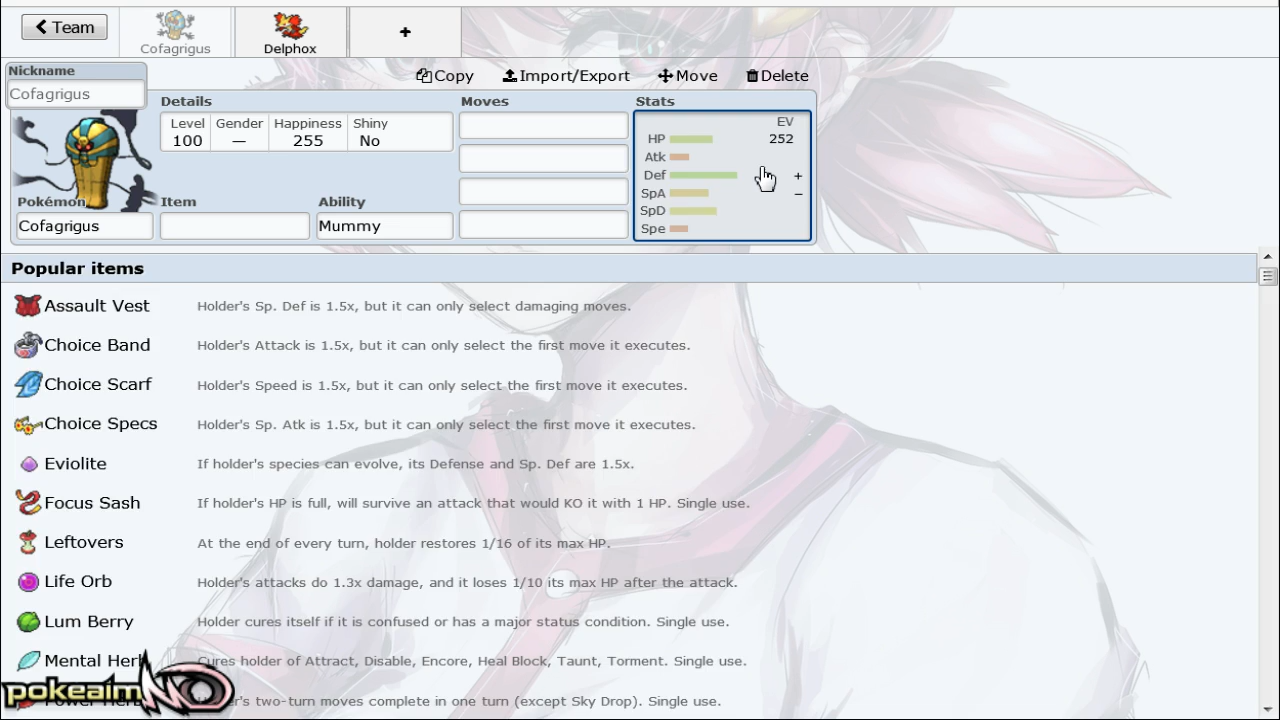 Team
Cofagrigus
Delphox
+
Copy
Import/Export
Move
Delete
Nickname
Cofagrigus
Details
Moves
Stats
Level
Gender
Happiness
Shiny
100
—
255
No
EV
HP
252
Atk
Def
+
SpA
−
SpD
Spe
Pokémon
Item
Ability
Cofagrigus
Mummy
Popular items
Assault Vest Holder's Sp. Def is 1.5x, but it can only select damaging moves.
Choice Band Holder's Attack is 1.5x, but it can only select the first move it executes.
Choice Scarf Holder's Speed is 1.5x, but it can only select the first move it executes.
Choice Specs Holder's Sp. Atk is 1.5x, but it can only select the first move it executes.
Eviolite If holder's species can evolve, its Defense and Sp. Def are 1.5x.
Focus Sash If holder's HP is full, will survive an attack that would KO it with 1 HP. Single use.
Leftovers At the end of every turn, holder restores 1/16 of its max HP.
Life Orb Holder's attacks do 1.3x damage, and it loses 1/10 its max HP after the attack.
Lum Berry Holder cures itself if it is confused or has a major status condition. Single use.
Mental Herb Cures holder of Attract, Disable, Encore, Heal Block, Taunt, Torment. Single use.
Power Herb Holder's two-turn moves complete in one turn (except Sky Drop). Single use.
pokeaimMD